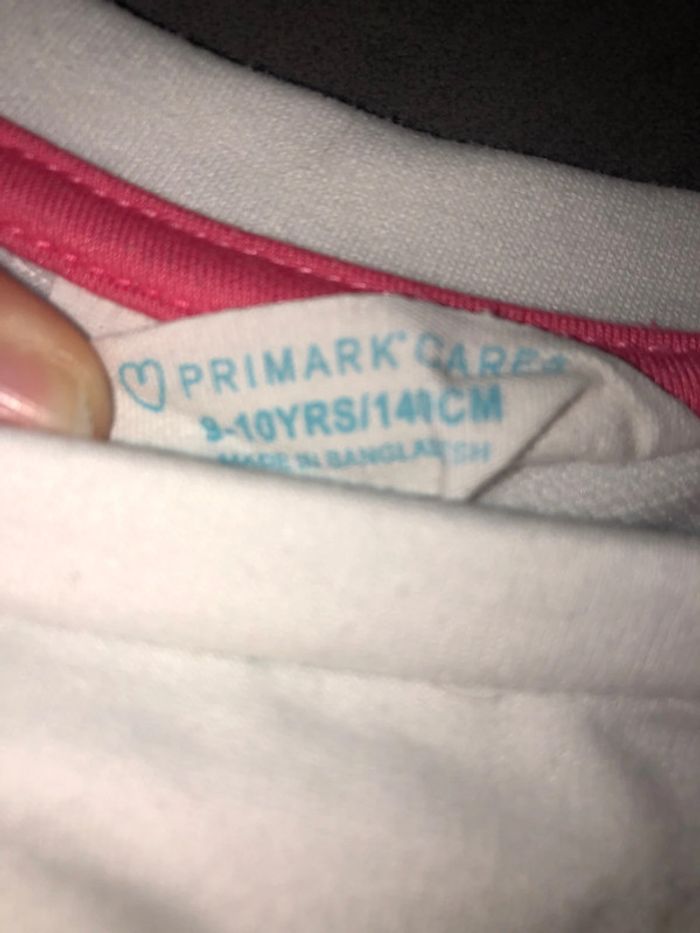 PRIMARK® CARES
9-10YRS/140CM
MADE IN BANGLADESH